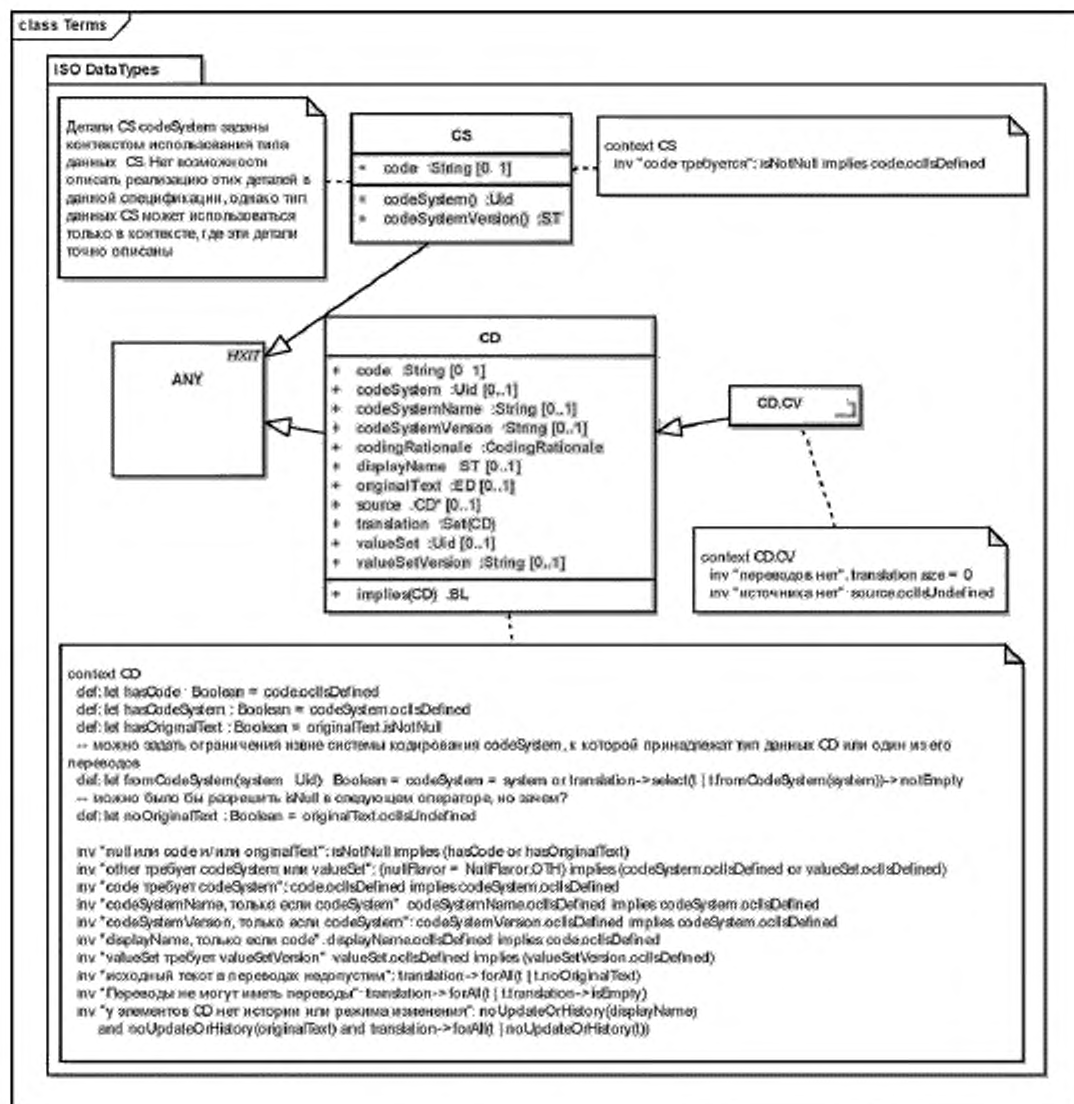 class Terms
ISO DataTypes
Детали CS codeSystem заданы
контекстом использования типа
данных CS. Нет возможности
описать реализацию этих деталей в
данной спецификации, однако тип
данных CS может использоваться
только в контексте, где эти детали
точно описаны
CS
+ code :String [0..1]
+ codeSystem() :Uid
+ codeSystemVersion() :ST
context CS
inv "code требуется": isNotNull implies code.oclIsDefined
HXIT
ANY
CD
+ code :String [0..1]
+ codeSystem :Uid [0..1]
+ codeSystemName :String [0..1]
+ codeSystemVersion :String [0..1]
+ codingRationale :CodingRationale
+ displayName :ST [0..1]
+ originalText :ED [0..1]
+ source :CD* [0..1]
+ translation :Set(CD)
+ valueSet :Uid [0..1]
+ valueSetVersion :String [0..1]
+ implies(CD) :BL
CD.CV
context CD.CV
inv "переводов нет", translation.size = 0
inv "источника нет": source.oclIsUndefined
context CD
def: let hasCode : Boolean = code.oclIsDefined
def: let hasCodeSystem : Boolean = codeSystem.oclIsDefined
def: let hasOriginalText : Boolean = originalText.isNotNull
-- можно задать ограничения извне системы кодирования codeSystem, к которой принадлежат тип данных CD или один из его
переводов
def: let fromCodeSystem(system : Uid) : Boolean = codeSystem = system or translation->select(t | t.fromCodeSystem(system))->notEmpty
-- можно было бы разрешить isNull в следующем операторе, но зачем?
def: let noOriginalText : Boolean = originalText.oclIsUndefined
inv "null или code и/или originalText": isNotNull implies (hasCode or hasOriginalText)
inv "other требует codeSystem или valueSet": (nullFlavor = NullFlavor.OTH) implies (codeSystem.oclIsDefined or valueSet.oclIsDefined)
inv "code требует codeSystem": code.oclIsDefined implies codeSystem.oclIsDefined
inv "codeSystemName, только если codeSystem": codeSystemName.oclIsDefined implies codeSystem.oclIsDefined
inv "codeSystemVersion, только если codeSystem": codeSystemVersion.oclIsDefined implies codeSystem.oclIsDefined
inv "displayName, только если code": displayName.oclIsDefined implies code.oclIsDefined
inv "valueSet требует valueSetVersion": valueSet.oclIsDefined implies (valueSetVersion.oclIsDefined)
inv "исходный текст в переводах недопустим": translation->forAll(t | t.noOriginalText)
inv "Переводы не могут иметь переводы": translation->forAll(t | t.translation->isEmpty)
inv "у элементов CD нет истории или режима изменения": noUpdateOrHistory(displayName)
and noUpdateOrHistory(originalText) and translation->forAll(t | noUpdateOrHistory(t))